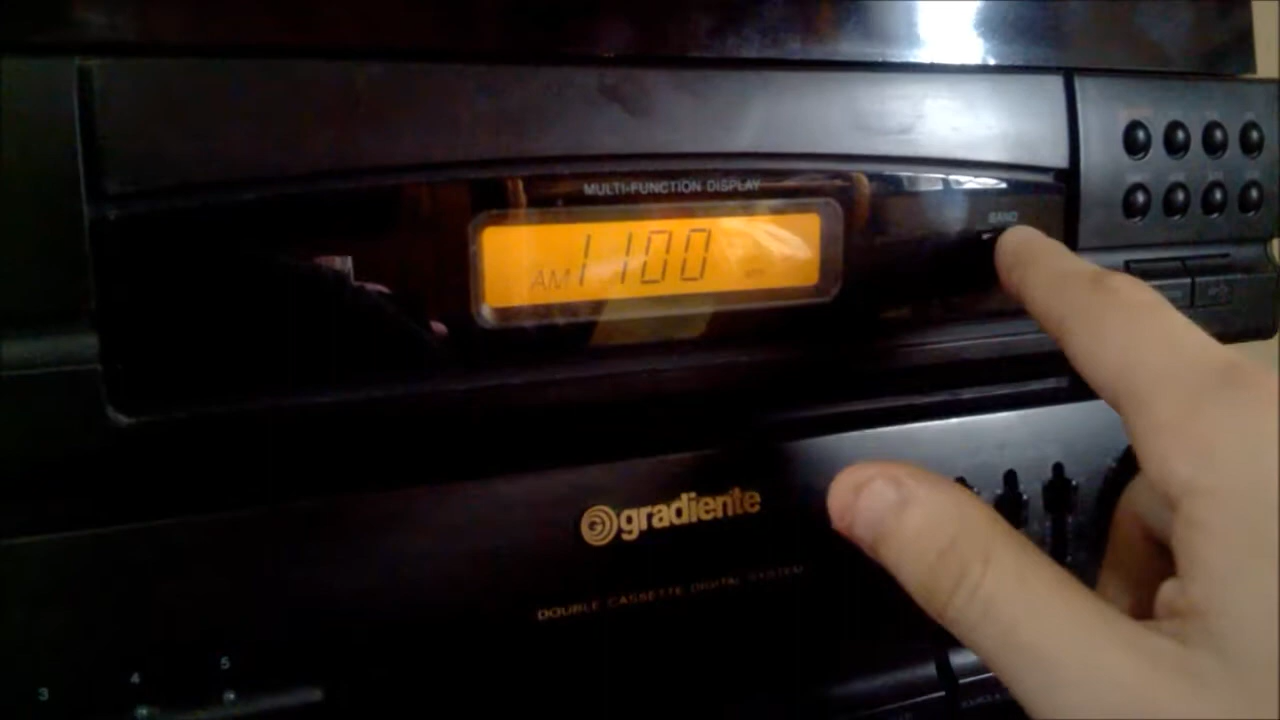 MULTI-FUNCTION DISPLAY
BAND
AM 1100
gradiente
DOUBLE CASSETTE DIGITAL SYSTEM
3 4 5